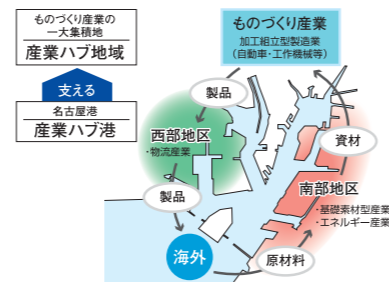 ものづくり産業の
一大集積地
産業ハブ地域
支える
名古屋港
産業ハブ港
ものづくり産業
加工組立型製造業
（自動車・工作機械等）
製品
西部地区
・物流産業
製品
海外
原材料
南部地区
・基礎素材型産業
・エネルギー産業
資材